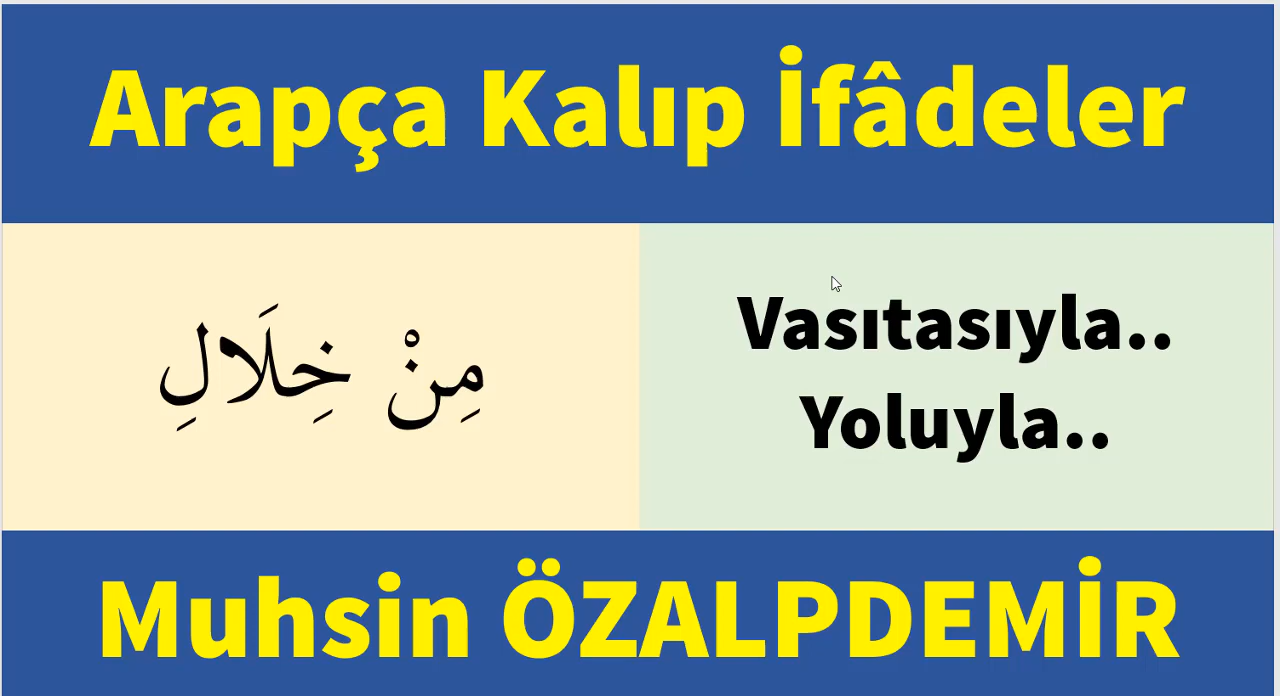 Arapça Kalıp İfâdeler
مِنْ خِلَالِ
Vasıtasıyla..
Yoluyla..
Muhsin ÖZALPDEMİR